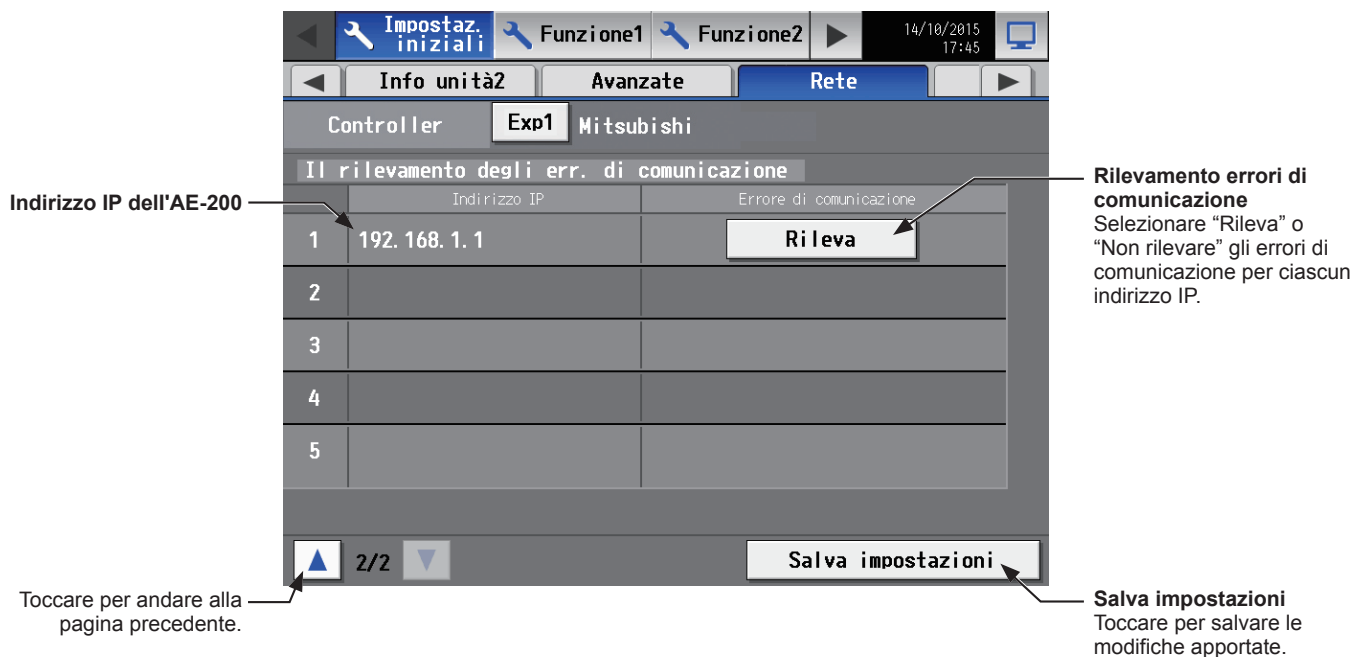 Impostaz. iniziali
Funzione1
Funzione2
14/10/2015
17:45
Info unità2
Avanzate
Rete
Controller
Exp1
Mitsubishi
Il rilevamento degli err. di comunicazione
Indirizzo IP
Errore di comunicazione
1
192.168.1.1
Rileva
2
3
4
5
2/2
Salva impostazioni
Indirizzo IP dell'AE-200
Toccare per andare alla
pagina precedente.
Rilevamento errori di
comunicazione
Selezionare “Rileva” o
“Non rilevare” gli errori di
comunicazione per ciascun
indirizzo IP.
Salva impostazioni
Toccare per salvare le
modifiche apportate.